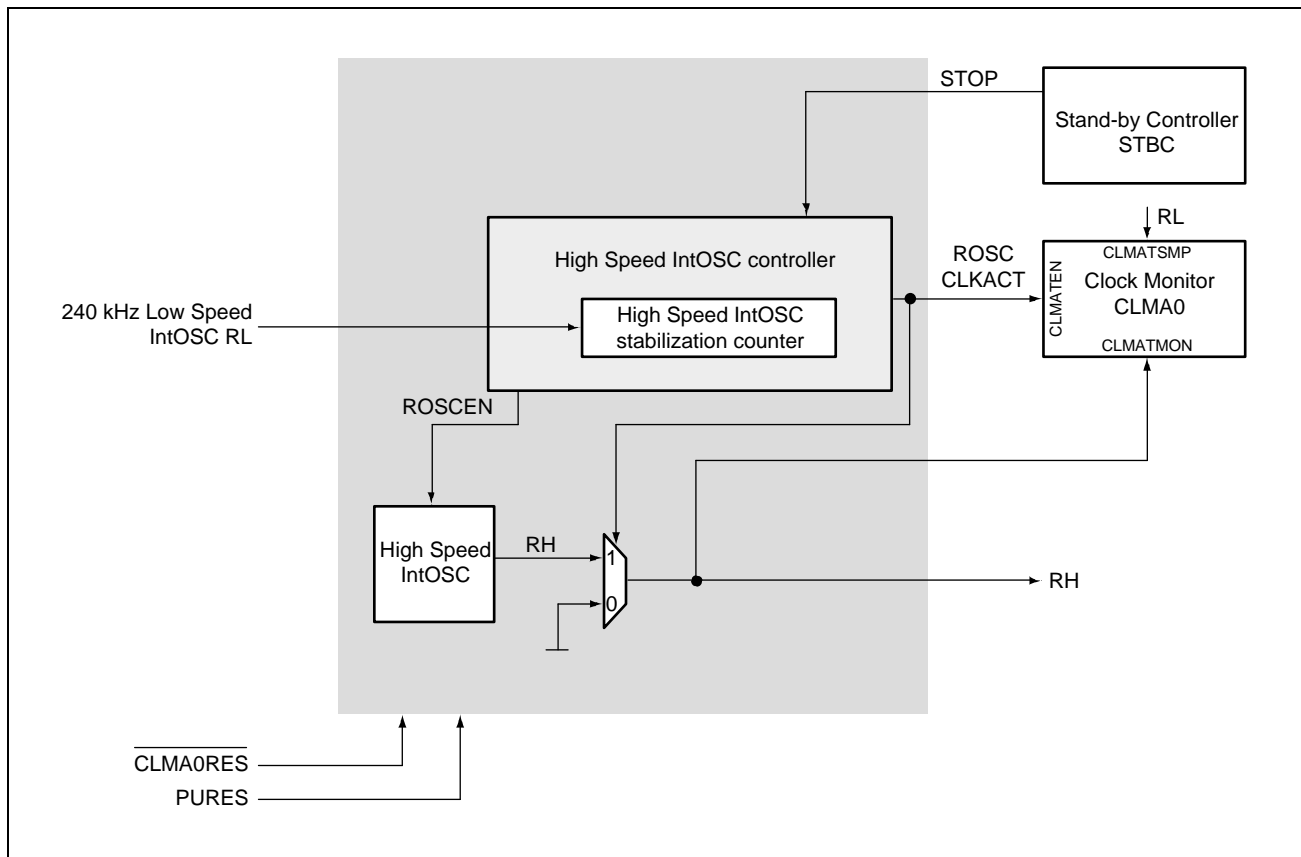 STOP
Stand-by Controller
STBC
RL
High Speed IntOSC controller
ROSC
CLKACT
CLMATEN
CLMATSMP
Clock Monitor
CLMA0
CLMATMON
240 kHz Low Speed
IntOSC RL
High Speed IntOSC
stabilization counter
ROSCEN
High Speed
IntOSC
RH
1
0
RH
CLMA0RES
PURES